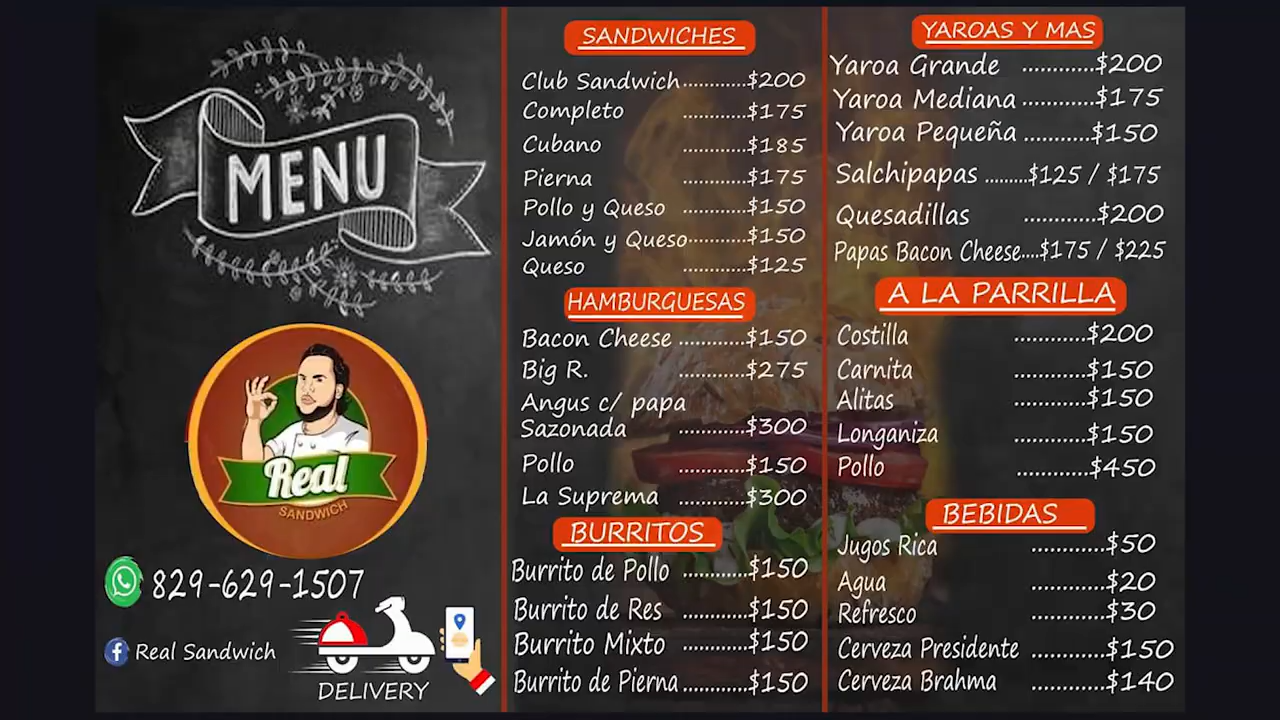 MENU
Real
SANDWICH
829-629-1507
Real Sandwich
DELIVERY
SANDWICHES
Club Sandwich...........$200
Completo ...........$175
Cubano ...........$185
Pierna ...........$175
Pollo y Queso ...........$150
Jamón y Queso...........$150
Queso ...........$125
HAMBURGUESAS
Bacon Cheese ...........$150
Big R. ...........$275
Angus c/ papa
Sazonada ...........$300
Pollo ...........$150
La Suprema ...........$300
BURRITOS
Burrito de Pollo ...........$150
Burrito de Res ...........$150
Burrito Mixto ...........$150
Burrito de Pierna...........$150
YAROAS Y MAS
Yaroa Grande ............$200
Yaroa Mediana ............$175
Yaroa Pequeña ...........$150
Salchipapas ........$125 / $175
Quesadillas ............$200
Papas Bacon Cheese....$175 / $225
A LA PARRILLA
Costilla ............$200
Carnita ............$150
Alitas ............$150
Longaniza ............$150
Pollo ............$450
BEBIDAS
Jugos Rica ............$50
Agua ............$20
Refresco ............$30
Cerveza Presidente ............$150
Cerveza Brahma ............$140